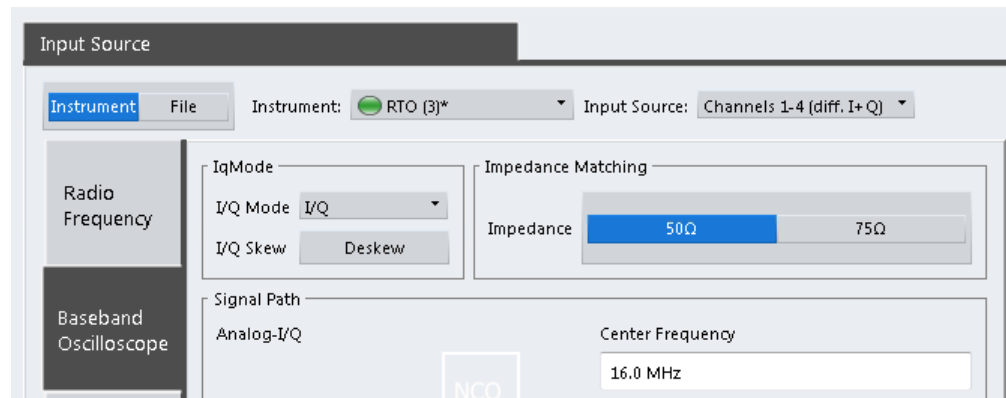 Input Source
Instrument File Instrument: RTO (3)* Input Source: Channels 1-4 (diff. I+Q)
Radio
Frequency
IqMode
I/Q Mode I/Q
I/Q Skew Deskew
Impedance Matching
Impedance 50Ω 75Ω
Baseband
Oscilloscope
Signal Path
Analog-I/Q
Center Frequency
16.0 MHz
NCO